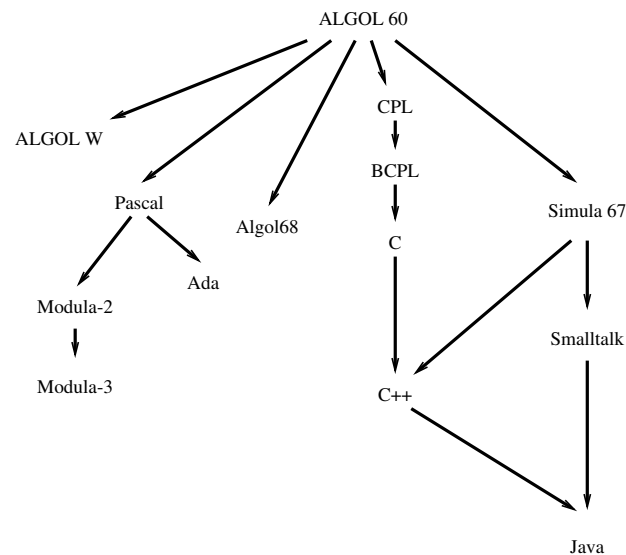 ALGOL 60
CPL
ALGOL W
BCPL
Pascal
Simula 67
Algol68
C
Ada
Modula-2
Smalltalk
Modula-3
C++
Java